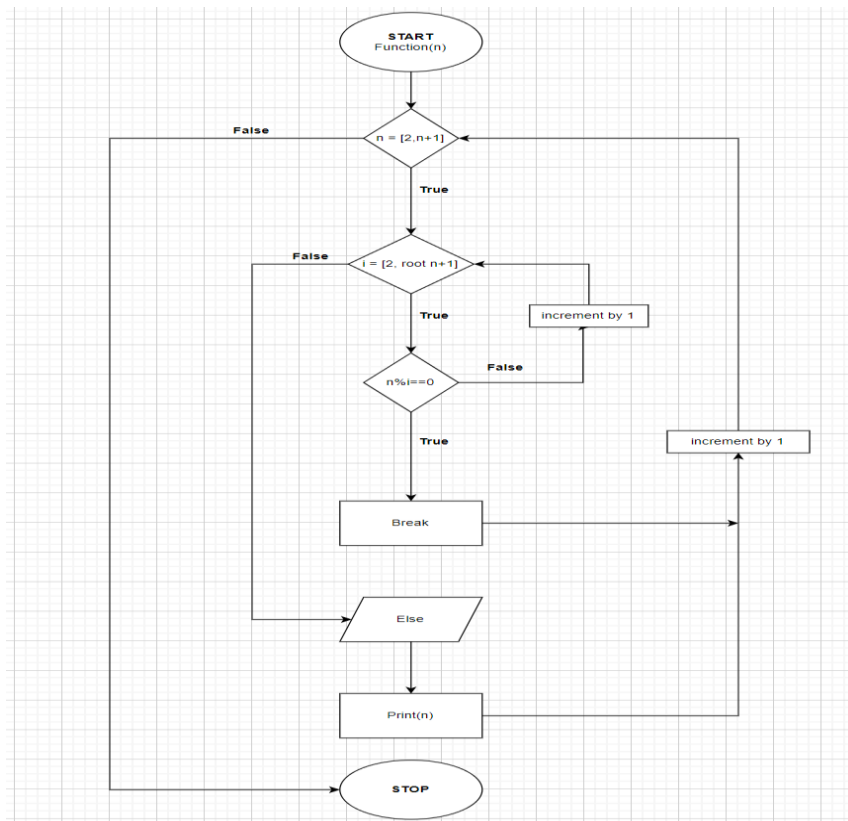 START
Function(n)
False
n = [2,n+1]
True
False
i = [2, root n+1]
True
increment by 1
n%i==0
False
True
increment by 1
Break
Else
Print(n)
STOP